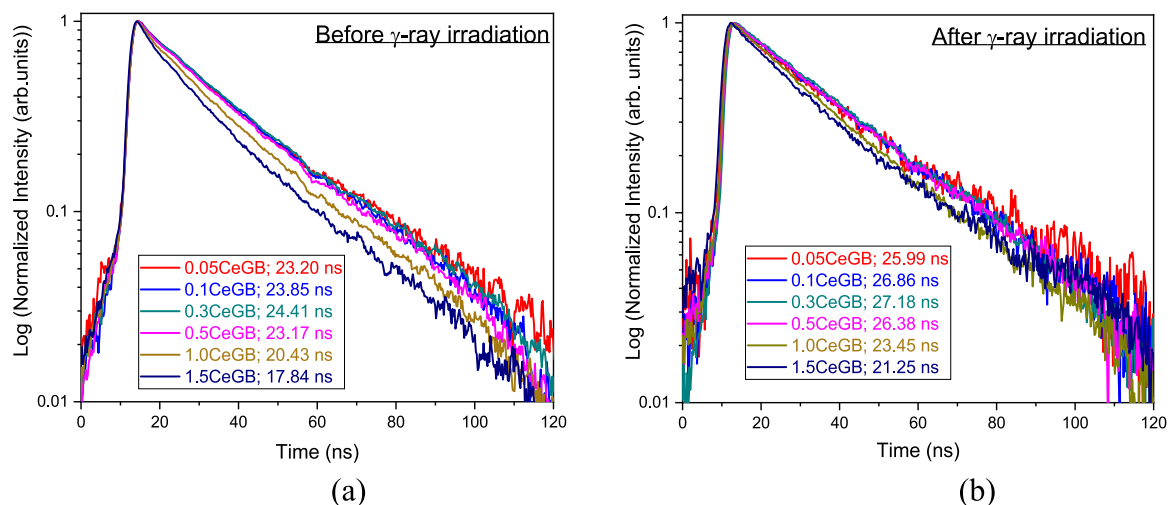 Before γ-ray irradiation
Log (Normalized Intensity (arb.units))
1
0.1
0.01
0.05CeGB; 23.20 ns
0.1CeGB; 23.85 ns
0.3CeGB; 24.41 ns
0.5CeGB; 23.17 ns
1.0CeGB; 20.43 ns
1.5CeGB; 17.84 ns
0 20 40 60 80 100 120
Time (ns)
(a)
After γ-ray irradiation
Log (Normalized Intensity (arb. units))
1
0.1
0.01
0.05CeGB; 25.99 ns
0.1CeGB; 26.86 ns
0.3CeGB; 27.18 ns
0.5CeGB; 26.38 ns
1.0CeGB; 23.45 ns
1.5CeGB; 21.25 ns
0 20 40 60 80 100 120
Time (ns)
(b)